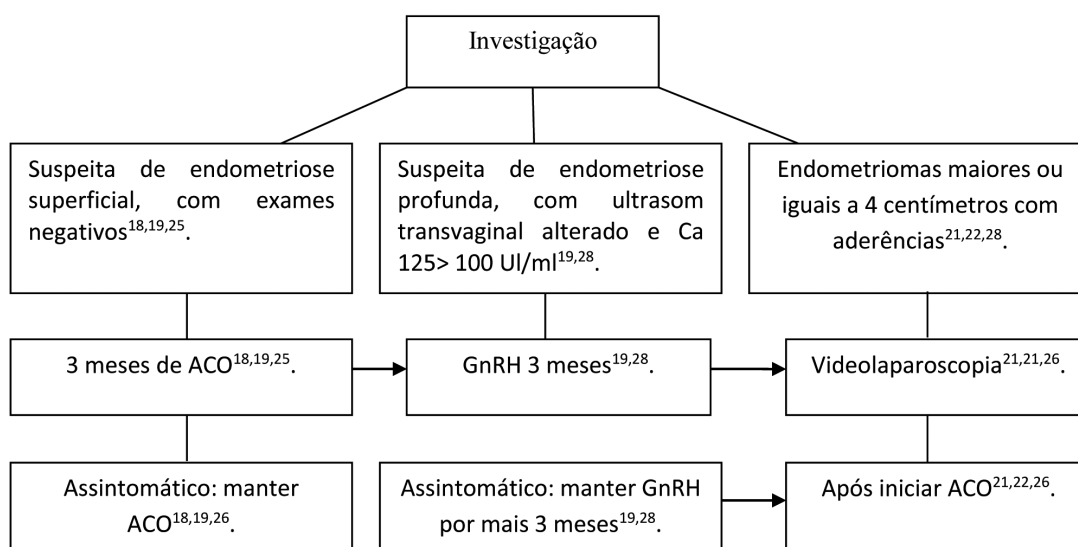 Investigação
Suspeita de endometriose
superficial, com exames
negativos18,19,25.
Suspeita de endometriose
profunda, com ultrasom
transvaginal alterado e Ca
125> 100 UI/ml19,28.
Endometriomas maiores ou
iguais a 4 centímetros com
aderências21,22,28.
3 meses de ACO18,19,25.
GnRH 3 meses19,28.
Videolaparoscopia21,21,26.
Assintomático: manter
ACO18,19,26.
Assintomático: manter GnRH
por mais 3 meses19,28.
Após iniciar ACO21,22,26.